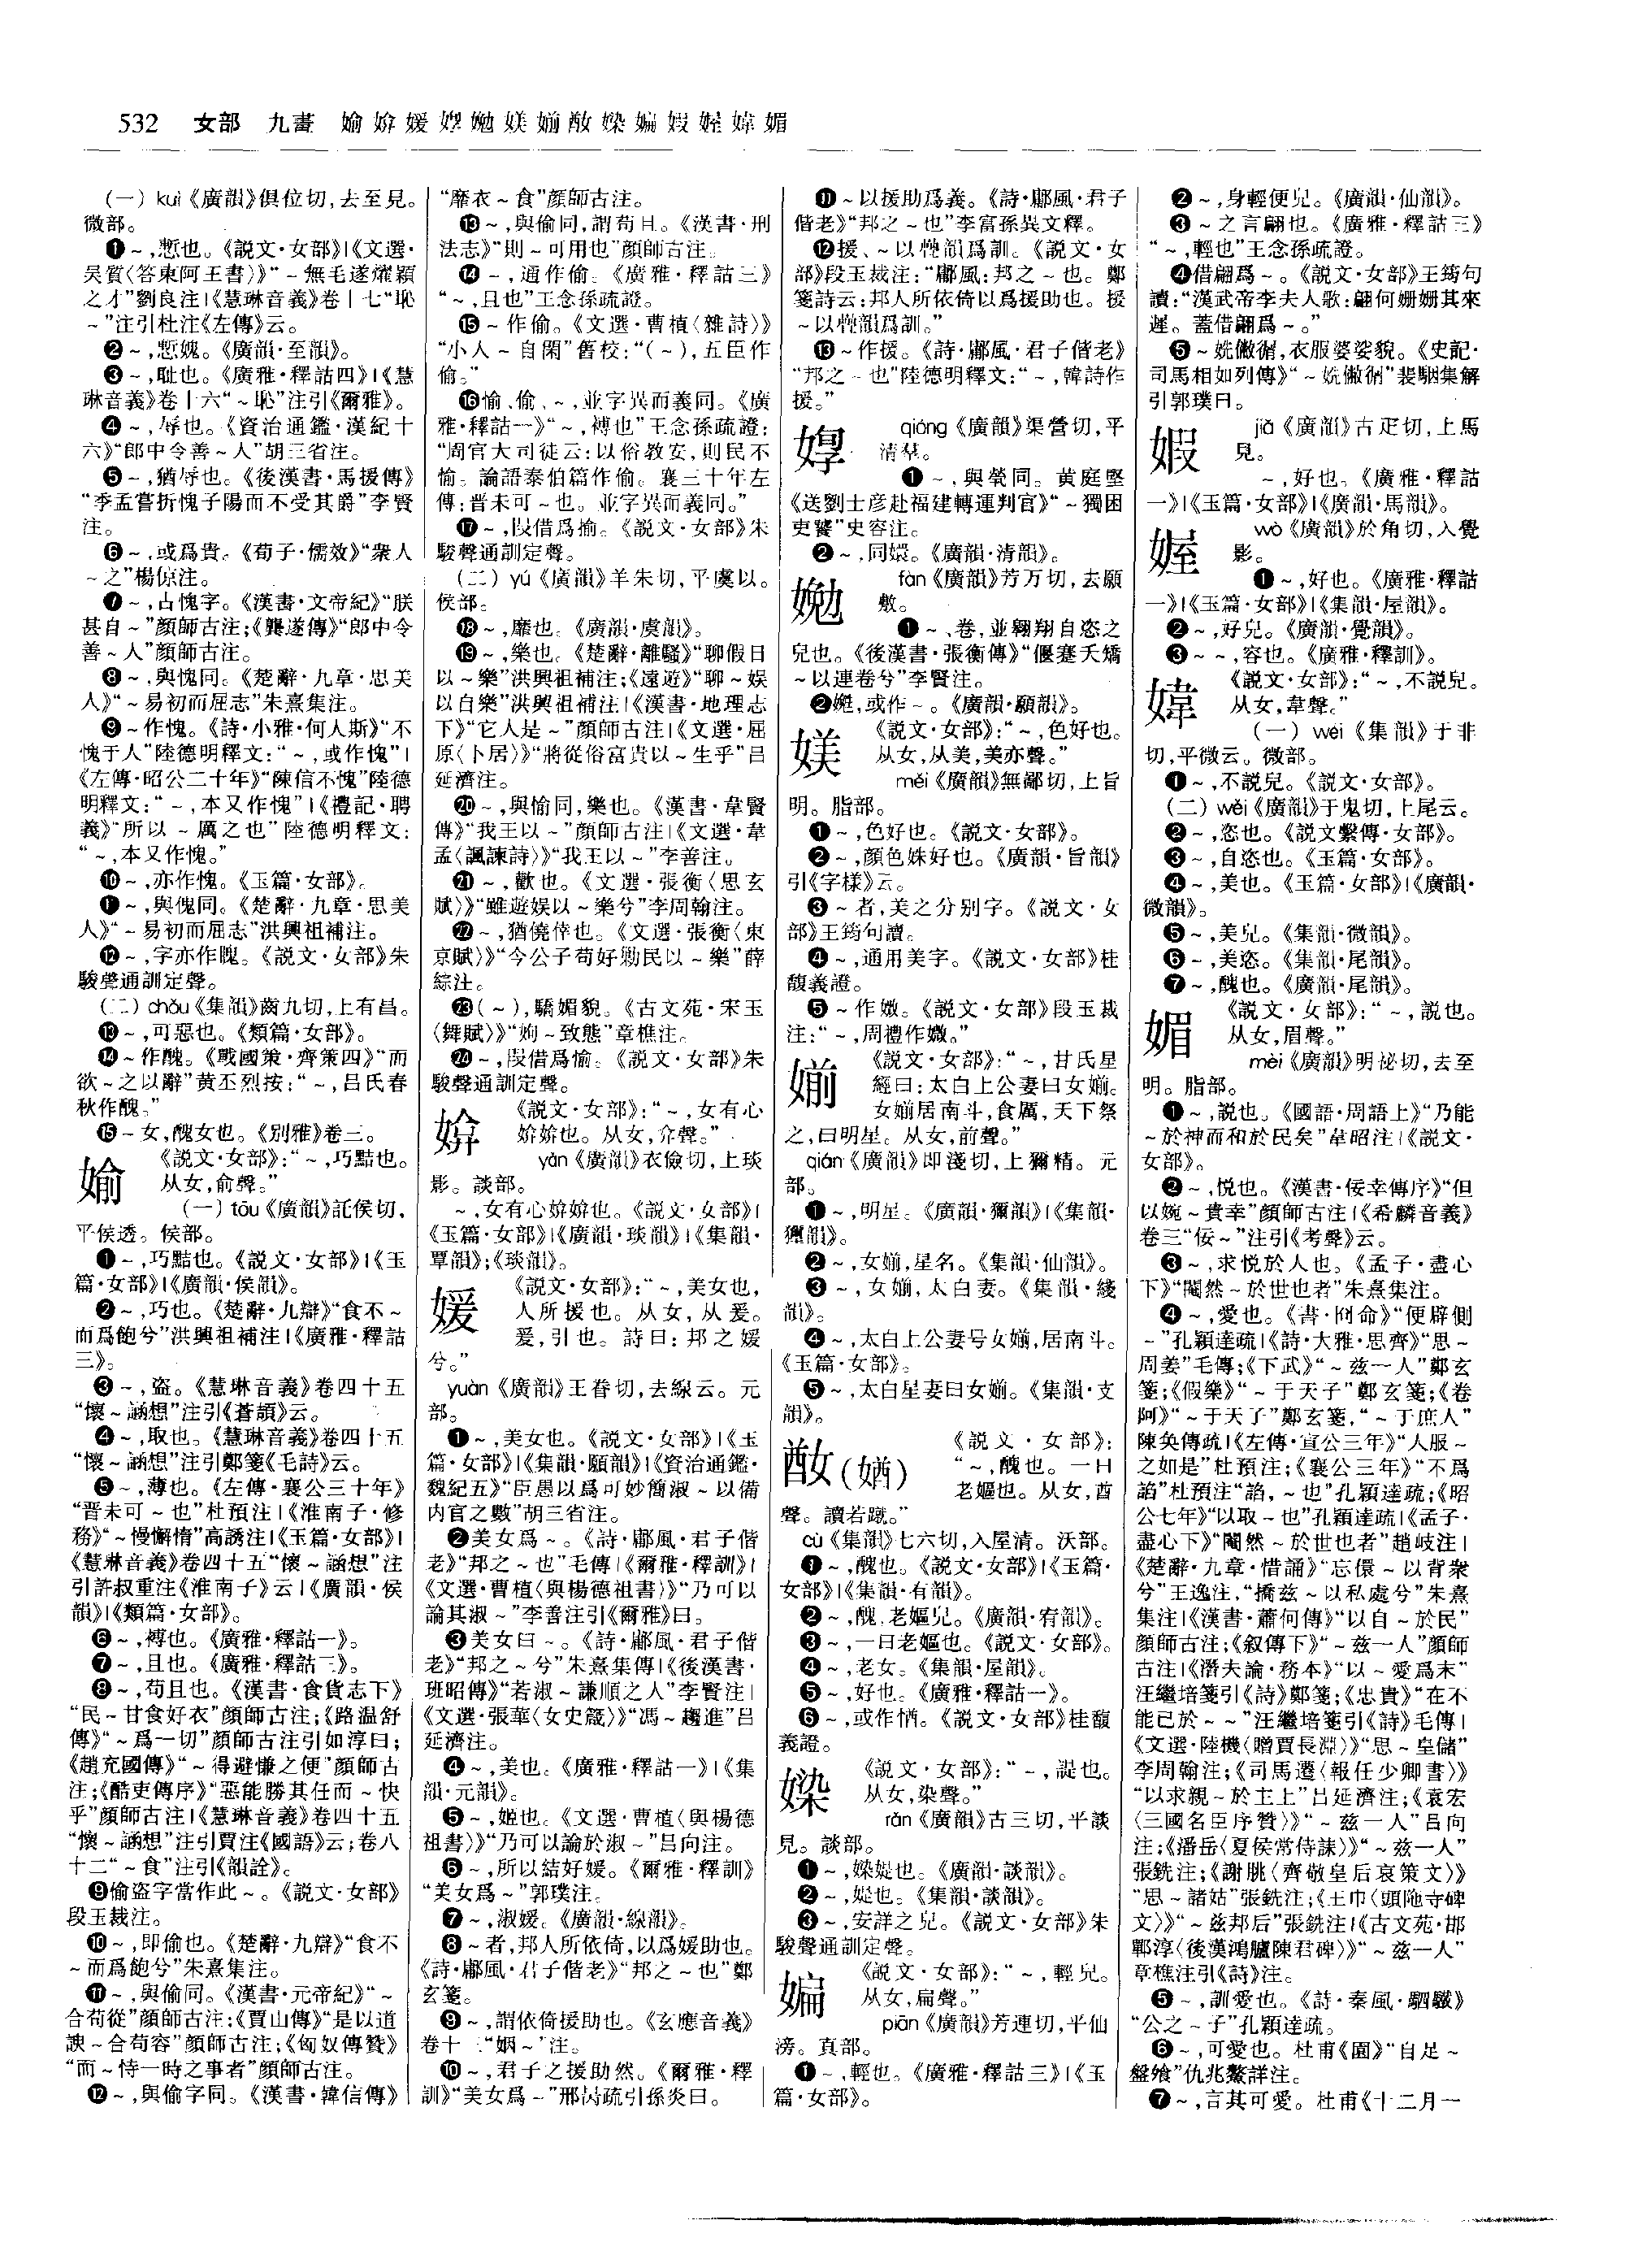 532 女部 九畫 媮 媕 媛 㛹 㛯 媄 媊 㛗 㜣 媥 婽 媉 媁 媚
(一) kuì《廣韻》俱位切,去至見。
微部。
❶~,慙也。《説文·女部》|《文選·
吴質〈答東阿王書〉》“~無毛遂燿穎
之才”劉良注|《慧琳音義》卷十七“恥
~”注引杜注《左傳》云。
❷~,慙媿。《廣韻·至韻》。
❸~,耻也。《廣雅·釋詁四》|《慧
琳音義》卷十六“~恥”注引《爾雅》。
❹~,辱也。《資治通鑑·漢紀十
六》“郎中令善~人”胡三省注。
❺~,猶辱也。《後漢書·馬援傳》
“季孟嘗折愧子陽而不受其爵”李賢
注。
❻~,或爲貴。《荀子·儒效》“衆人
~之”楊倞注。
❼~,古愧字。《漢書·文帝紀》“朕
甚自~”顔師古注;《龔遂傳》“郎中令
善~人”顔師古注。
❽~,與愧同。《楚辭·九章·思美
人》“~易初而屈志”朱熹集注。
❾~作愧。《詩·小雅·何人斯》“不
愧于人”陸德明釋文:“~,或作愧”|
《左傳·昭公二十年》“陳信不愧”陸德
明釋文:“~,本又作愧”|《禮記·聘
義》“所以~厲之也”陸德明釋文:
“~,本又作愧。”
❿~,亦作愧。《玉篇·女部》。
⓫~,與傀同。《楚辭·九章·思美
人》“~易初而屈志”洪興祖補注。
⓬~,字亦作聭。《説文·女部》朱
駿聲通訓定聲。
(二) chǒu《集韻》齒九切,上有昌。
⓭~,可惡也。《類篇·女部》。
⓮~作醜。《戰國策·齊策四》“而
欲~之以辭”黄丕烈按:“~,吕氏春
秋作醜。”
⓯~女,醜女也。《别雅》卷三。
媮 《説文·女部》:“~,巧黠也。
从女,俞聲。”
(一) tōu《廣韻》託侯切,
平侯透。侯部。
❶~,巧黠也。《説文·女部》|《玉
篇·女部》|《廣韻·侯韻》。
❷~,巧也。《楚辭·九辯》“食不~
而爲飽兮”洪興祖補注|《廣雅·釋詁
三》。
❸~,盜。《慧琳音義》卷四十五
“懷~諂想”注引《蒼頡》云。
❹~,取也。《慧琳音義》卷四十五
“懷~諂想”注引鄭箋《毛詩》云。
❺~,薄也。《左傳·襄公三十年》
“晋未可~也”杜預注|《淮南子·修
務》“~慢懈惰”高誘注|《玉篇·女部》|
《慧琳音義》卷四十五“懷~諂想”注
引許叔重注《淮南子》云|《廣韻·侯
韻》|《類篇·女部》。
❻~,褥也。《廣雅·釋詁一》。
❼~,且也。《廣雅·釋詁三》。
❽~,苟且也。《漢書·食貨志下》
“民~甘食好衣”顔師古注;《路温舒
傳》“~爲一切”顔師古注引如淳曰;
《趙充國傳》“~得避慊之便”顔師古
注;《酷吏傳序》“惡能勝其任而~快
乎”顔師古注|《慧琳音義》卷四十五
“懷~諂想”注引賈注《國語》云;卷八
十二“~食”注引《韻詮》。
❾偷盜字當作此~。《説文·女部》
段玉裁注。
❿~,即偷也。《楚辭·九辯》“食不
~而爲飽兮”朱熹集注。
⓫~,與偷同。《漢書·元帝紀》“~
合苟從”顔師古注;《賈山傳》“是以道
諛~合苟容”顔師古注;《匈奴傳贊》
“而~恃一時之事者”顔師古注。
⓬~,與偷字同。《漢書·韓信傳》
“靡衣~食”顔師古注。
⓭~,與偷同,謂苟且。《漢書·刑
法志》“則~可用也”顔師古注。
⓮~,通作偷。《廣雅·釋詁三》
“~,且也”王念孫疏證。
⓯~作偷。《文選·曹植〈雜詩〉》
“小人~自閑”舊校:“(~),五臣作
偷。”
⓰愉、偷、~,並字異而義同。《廣
雅·釋詁一》“~,褥也”王念孫疏證:
“周官大司徒云:以俗教安,則民不
愉。論語泰伯篇作偷。襄三十年左
傳:晋未可~也。並字異而義同。”
⓱~,叚借爲揄。《説文·女部》朱
駿聲通訓定聲。
(二) yú《廣韻》羊朱切,平虞以。
侯部。
⓲~,靡也。《廣韻·虞韻》。
⓳~,樂也。《楚辭·離騷》“聊假日
以~樂”洪興祖補注;《遠遊》“聊~娱
以自樂”洪興祖補注|《漢書·地理志
下》“它人是~”顔師古注|《文選·屈
原〈卜居〉》“將從俗富貴以~生乎”吕
延濟注。
⓴~,與愉同,樂也。《漢書·韋賢
傳》“我王以~”顔師古注|《文選·韋
孟〈諷諫詩〉》“我王以~”李善注。
㉑~,歡也。《文選·張衡〈思玄
賦〉》“雖遊娱以~樂兮”李周翰注。
㉒~,猶僥倖也。《文選·張衡〈東
京賦〉》“今公子苟好勦民以~樂”薛
綜注。
㉓(~),驕媚貌。《古文苑·宋玉
〈舞賦〉》“姁~致態”章樵注。
㉔~,叚借爲愉。《説文·女部》朱
駿聲通訓定聲。
媕 《説文·女部》:“~,女有心
媕媕也。从女,弇聲。”
yǎn《廣韻》衣儉切,上琰
影。談部。
~,女有心媕媕也。《説文·女部》|
《玉篇·女部》|《廣韻·琰韻》|《集韻·
覃韻》;《琰韻》。
媛 《説文·女部》:“~,美女也,
人所援也。从女,从爰。
爰,引也。詩曰:邦之媛
兮。”
yuàn《廣韻》王眷切,去線云。元
部。
❶~,美女也。《説文·女部》|《玉
篇·女部》|《集韻·願韻》|《資治通鑑·
魏紀五》“臣愚以爲可妙簡淑~以備
内官之數”胡三省注。
❷美女爲~。《詩·鄘風·君子偕
老》“邦之~也”毛傳|《爾雅·釋訓》|
《文選·曹植〈與楊德祖書〉》“乃可以
論其淑~”李善注引《爾雅》曰。
❸美女曰~。《詩·鄘風·君子偕
老》“邦之~兮”朱熹集傳|《後漢書·
班昭傳》“若淑~謙順之人”李賢注|
《文選·張華〈女史箴〉》“馮~趨進”吕
延濟注。
❹~,美也。《廣雅·釋詁一》|《集
韻·元韻》。
❺~,姬也。《文選·曹植〈與楊德
祖書〉》“乃可以論於淑~”吕向注。
❻~,所以結好媛。《爾雅·釋訓》
“美女爲~”郭璞注。
❼~,淑媛。《廣韻·線韻》。
❽~者,邦人所依倚,以爲媛助也。
《詩·鄘風·君子偕老》“邦之~也”鄭
玄箋。
❾~,謂依倚援助也。《玄應音義》
卷十三“姻~”注。
❿~,君子之援助然。《爾雅·釋
訓》“美女爲~”邢昺疏引孫炎曰。
⓫~以援助爲義。《詩·鄘風·君子
偕老》“邦之~也”李富孫異文釋。
⓬援、~以疊韻爲訓。《説文·女
部》段玉裁注:“鄘風:邦之~也。鄭
箋詩云:邦人所依倚以爲援助也。援
~以疊韻爲訓。”
⓭~作援。《詩·鄘風·君子偕老》
“邦之~也”陸德明釋文:“~,韓詩作
援。”
㛹 qióng《廣韻》渠營切,平
清羣。
❶~,與煢同。黄庭堅
《送劉士彦赴福建轉運判官》“~獨困
吏饕”史容注。
❷~,同嬛。《廣韻·清韻》。
㛯 fàn《廣韻》芳万切,去願
敷。
❶~、卷,並翱翔自恣之
皃也。《後漢書·張衡傳》“偃蹇夭矯
~以連卷兮”李賢注。
❷嬔,或作~。《廣韻·願韻》。
媄 《説文·女部》:“~,色好也。
从女,从美,美亦聲。”
měi《廣韻》無鄙切,上旨
明。脂部。
❶~,色好也。《説文·女部》。
❷~,顔色姝好也。《廣韻·旨韻》
引《字樣》云。
❸~者,美之分别字。《説文·女
部》王筠句讀。
❹~,通用美字。《説文·女部》桂
馥義證。
❺~作媺。《説文·女部》段玉裁
注:“~,周禮作媺。”
媊 《説文·女部》:“~,甘氏星
經曰:太白上公妻曰女媊。
女媊居南斗,食厲,天下祭
之,曰明星。从女,前聲。”
qián《廣韻》即淺切,上獮精。元
部。
❶~,明星。《廣韻·獮韻》|《集韻·
獮韻》。
❷~,女媊,星名。《集韻·仙韻》。
❸~,女媊,太白妻。《集韻·綫
韻》。
❹~,太白上公妻号女媊,居南斗。
《玉篇·女部》。
❺~,太白星妻曰女媊。《集韻·支
韻》。
㛗(媨) 《説文·女部》:
“~,醜也。一曰
老嫗也。从女,酋
聲。讀若蹴。”
cù《集韻》七六切,入屋清。沃部。
❶~,醜也。《説文·女部》|《玉篇·
女部》|《集韻·有韻》。
❷~,醜、老嫗皃。《廣韻·宥韻》。
❸~,一曰老嫗也。《説文·女部》。
❹~,老女。《集韻·屋韻》。
❺~,好也。《廣雅·釋詁一》。
❻~,或作㤕。《説文·女部》桂馥
義證。
㜣 《説文·女部》:“~,諟也。
从女,染聲。”
rǎn《廣韻》古三切,平談
見。談部。
❶~,媣媞也。《廣韻·談韻》。
❷~,媞也。《集韻·談韻》。
❸~,安詳之皃。《説文·女部》朱
駿聲通訓定聲。
媥 《説文·女部》:“~,輕皃。
从女,扁聲。”
piān《廣韻》芳連切,平仙
滂。真部。
❶~,輕也。《廣雅·釋詁三》|《玉
篇·女部》。
❷~,身輕便皃。《廣韻·仙韻》。
❸~之言翩也。《廣雅·釋詁三》
“~,輕也”王念孫疏證。
❹借翩爲~。《説文·女部》王筠句
讀:“漢武帝李夫人歌:翩何姍姍其來
遲。蓋借翩爲~。”
❺~姺徶㣯,衣服婆娑貌。《史記·
司馬相如列傳》“~姺徶㣯”裴駰集解
引郭璞曰。
婽 jiǎ《廣韻》古疋切,上馬
見。
~,好也。《廣雅·釋詁
一》|《玉篇·女部》|《廣韻·馬韻》。
媉 wò《廣韻》於角切,入覺
影。
❶~,好也。《廣雅·釋詁
一》|《玉篇·女部》|《集韻·屋韻》。
❷~,好皃。《廣韻·覺韻》。
❸~~,容也。《廣雅·釋訓》。
媁 《説文·女部》:“~,不説皃。
从女,韋聲。”
(一) wéi《集韻》于非
切,平微云。微部。
❶~,不説皃。《説文·女部》。
(二) wěi《廣韻》于鬼切,上尾云。
❷~,恣也。《説文繫傳·女部》。
❸~,自恣也。《玉篇·女部》。
❹~,美也。《玉篇·女部》|《廣韻·
微韻》。
❺~,美皃。《集韻·微韻》。
❻~,美恣。《集韻·尾韻》。
❼~,醜也。《廣韻·尾韻》。
媚 《説文·女部》:“~,説也。
从女,眉聲。”
mèi《廣韻》明祕切,去至
明。脂部。
❶~,説也。《國語·周語上》“乃能
~於神而和於民矣”韋昭注|《説文·
女部》。
❷~,悦也。《漢書·佞幸傳序》“但
以婉~貴幸”顔師古注|《希麟音義》
卷三“佞~”注引《考聲》云。
❸~,求悦於人也。《孟子·盡心
下》“閹然~於世也者”朱熹集注。
❹~,愛也。《書·冏命》“便辟側
~”孔穎達疏|《詩·大雅·思齊》“思~
周姜”毛傳;《下武》“~兹一人”鄭玄
箋;《假樂》“~于天子”鄭玄箋;《卷
阿》“~于天子”鄭玄箋,“~于庶人”
陳奂傳疏|《左傳·宣公三年》“人服~
之如是”杜預注;《襄公三年》“不爲
諂”杜預注“諂,~也”孔穎達疏;《昭
公七年》“以取~也”孔穎達疏|《孟子·
盡心下》“閹然~於世也者”趙岐注|
《楚辭·九章·惜誦》“忘儇~以背衆
兮”王逸注,“撟兹~以私處兮”朱熹
集注|《漢書·蕭何傳》“以自~於民”
顔師古注;《叙傳下》“~兹一人”顔師
古注|《潛夫論·務本》“以~愛爲末”
汪繼培箋引《詩》鄭箋;《忠貴》“在不
能已於~~”汪繼培箋引《詩》毛傳|
《文選·陸機〈贈賈長淵〉》“思~皇儲”
李周翰注;《司馬遷〈報任少卿書〉》
“以求親~於主上”吕延濟注;《袁宏
〈三國名臣序贊〉》“~兹一人”吕向
注;《潘岳〈夏侯常侍誄〉》“~兹一人”
張銑注;《謝朓〈齊敬皇后哀策文〉》
“思~諸姑”張銑注;《王巾〈頭陁寺碑
文〉》“~兹邦后”張銑注|《古文苑·邯
鄲淳〈後漢鴻臚陳君碑〉》“~兹一人”
章樵注引《詩》注。
❺~,訓愛也。《詩·秦風·駟驖》
“公之~子”孔穎達疏。
❻~,可愛也。杜甫《園》“自足~
盤飧”仇兆鰲詳注。
❼~,言其可愛。杜甫《十二月一